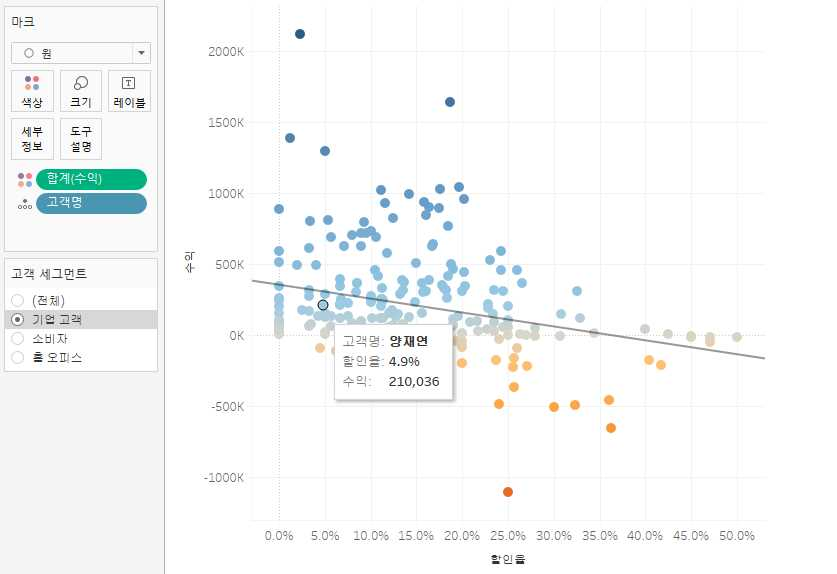 마크
원
색상
크기
레이블
세부
정보
도구
설명
합계(수익)
고객명
고객 세그먼트
(전체)
기업 고객
소비자
홈 오피스
수익
2000K
1500K
1000K
500K
0K
-500K
-1000K
고객명: 양재연
할인율: 4.9%
수익: 210,036
0.0% 5.0% 10.0% 15.0% 20.0% 25.0% 30.0% 35.0% 40.0% 45.0% 50.0%
할인율